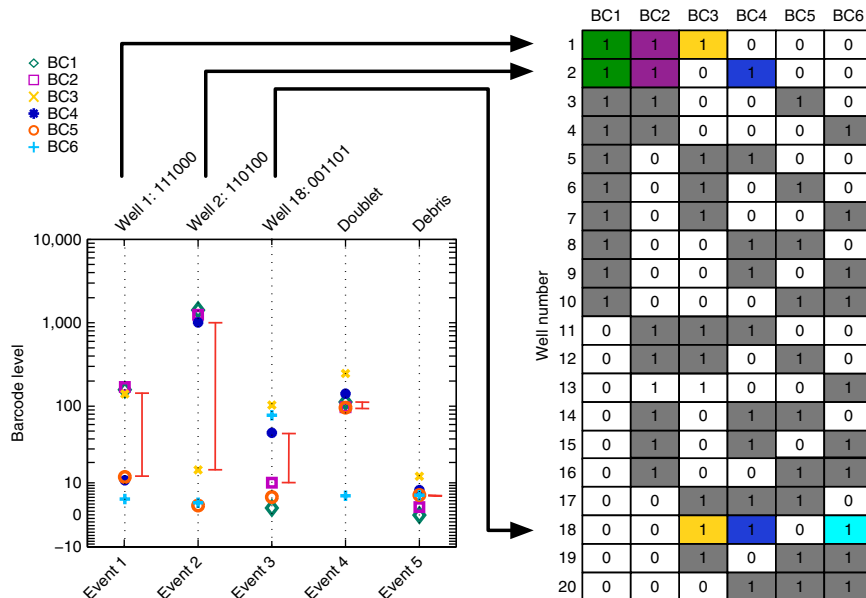 BC1 BC2 BC3 BC4 BC5 BC6
BC1
BC2
BC3
BC4
BC5
BC6
Well 1: 111000
Well 2: 110100
Well 18: 001101
Doublet
Debris
Barcode level
10,000
1,000
100
10
0
−10
Event 1
Event 2
Event 3
Event 4
Event 5
Well number
1 1 1 1 0 0 0
2 1 1 0 1 0 0
3 1 1 0 0 1 0
4 1 1 0 0 0 1
5 1 0 1 1 0 0
6 1 0 1 0 1 0
7 1 0 1 0 0 1
8 1 0 0 1 1 0
9 1 0 0 1 0 1
10 1 0 0 0 1 1
11 0 1 1 1 0 0
12 0 1 1 0 1 0
13 0 1 1 0 0 1
14 0 1 0 1 1 0
15 0 1 0 1 0 1
16 0 1 0 0 1 1
17 0 0 1 1 1 0
18 0 0 1 1 0 1
19 0 0 1 0 1 1
20 0 0 0 1 1 1